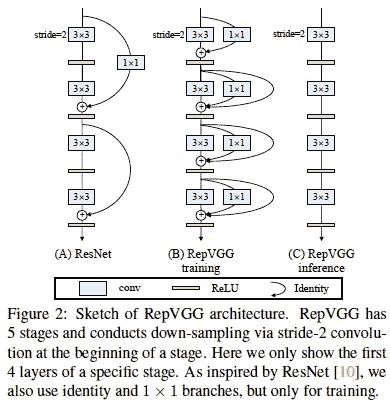 stride=2 3×3 stride=2 3×3 1×1 stride=2 3×3
1×1
3×3 3×3 1×1 3×3
3×3 3×3 1×1 3×3
3×3 3×3 1×1 3×3
(A) ResNet (B) RepVGG (C) RepVGG
training inference
conv ReLU Identity
Figure 2: Sketch of RepVGG architecture. RepVGG has
5 stages and conducts down-sampling via stride-2 convolu-
tion at the beginning of a stage. Here we only show the first
4 layers of a specific stage. As inspired by ResNet [10], we
also use identity and 1 × 1 branches, but only for training.